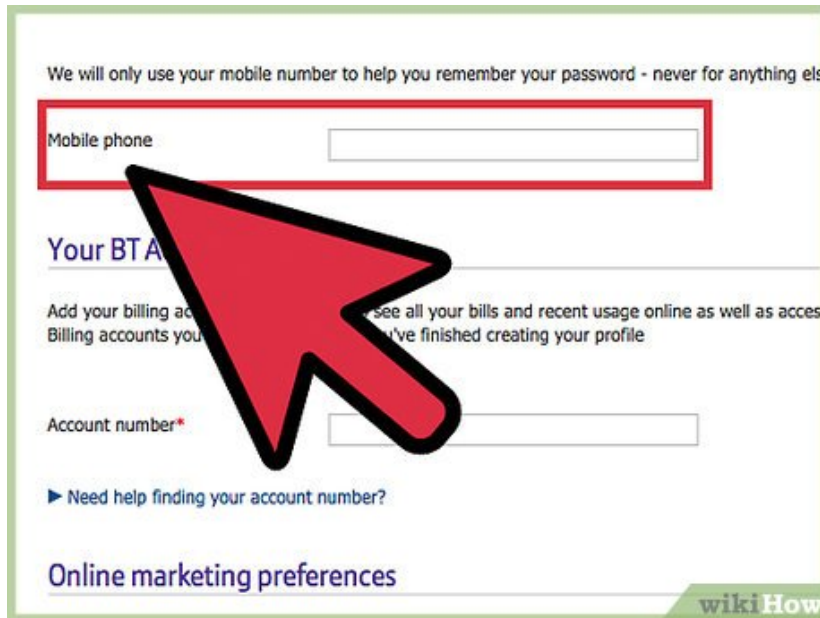 We will only use your mobile number to help you remember your password - never for anything els
Mobile phone
Your BT A
Add your billing ac see all your bills and recent usage online as well as acces
Billing accounts you u've finished creating your profile
Account number*
► Need help finding your account number?
Online marketing preferences
wikiHow